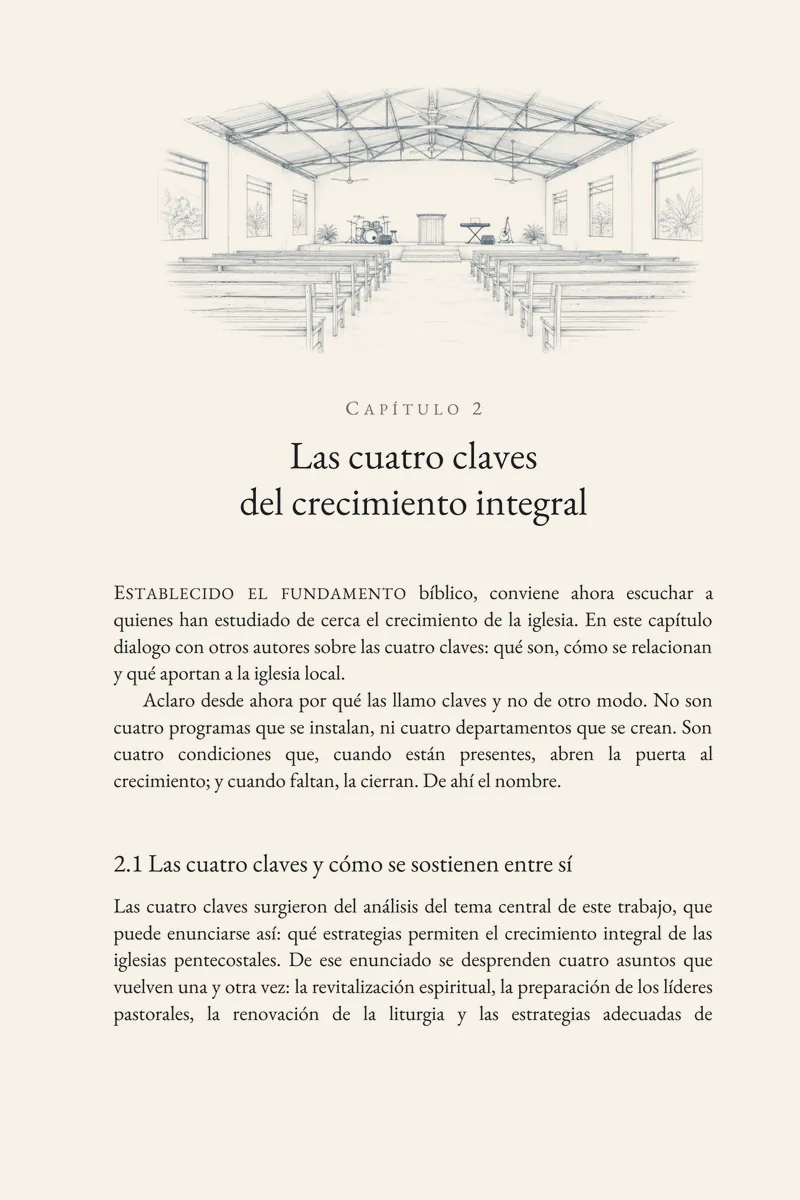 CAPÍTULO 2
Las cuatro claves
del crecimiento integral
ESTABLECIDO EL FUNDAMENTO bíblico, conviene ahora escuchar a
quienes han estudiado de cerca el crecimiento de la iglesia. En este capítulo
dialogo con otros autores sobre las cuatro claves: qué son, cómo se relacionan
y qué aportan a la iglesia local.
Aclaro desde ahora por qué las llamo claves y no de otro modo. No son
cuatro programas que se instalan, ni cuatro departamentos que se crean. Son
cuatro condiciones que, cuando están presentes, abren la puerta al
crecimiento; y cuando faltan, la cierran. De ahí el nombre.
2.1 Las cuatro claves y cómo se sostienen entre sí
Las cuatro claves surgieron del análisis del tema central de este trabajo, que
puede enunciarse así: qué estrategias permiten el crecimiento integral de las
iglesias pentecostales. De ese enunciado se desprenden cuatro asuntos que
vuelven una y otra vez: la revitalización espiritual, la preparación de los líderes
pastorales, la renovación de la liturgia y las estrategias adecuadas de